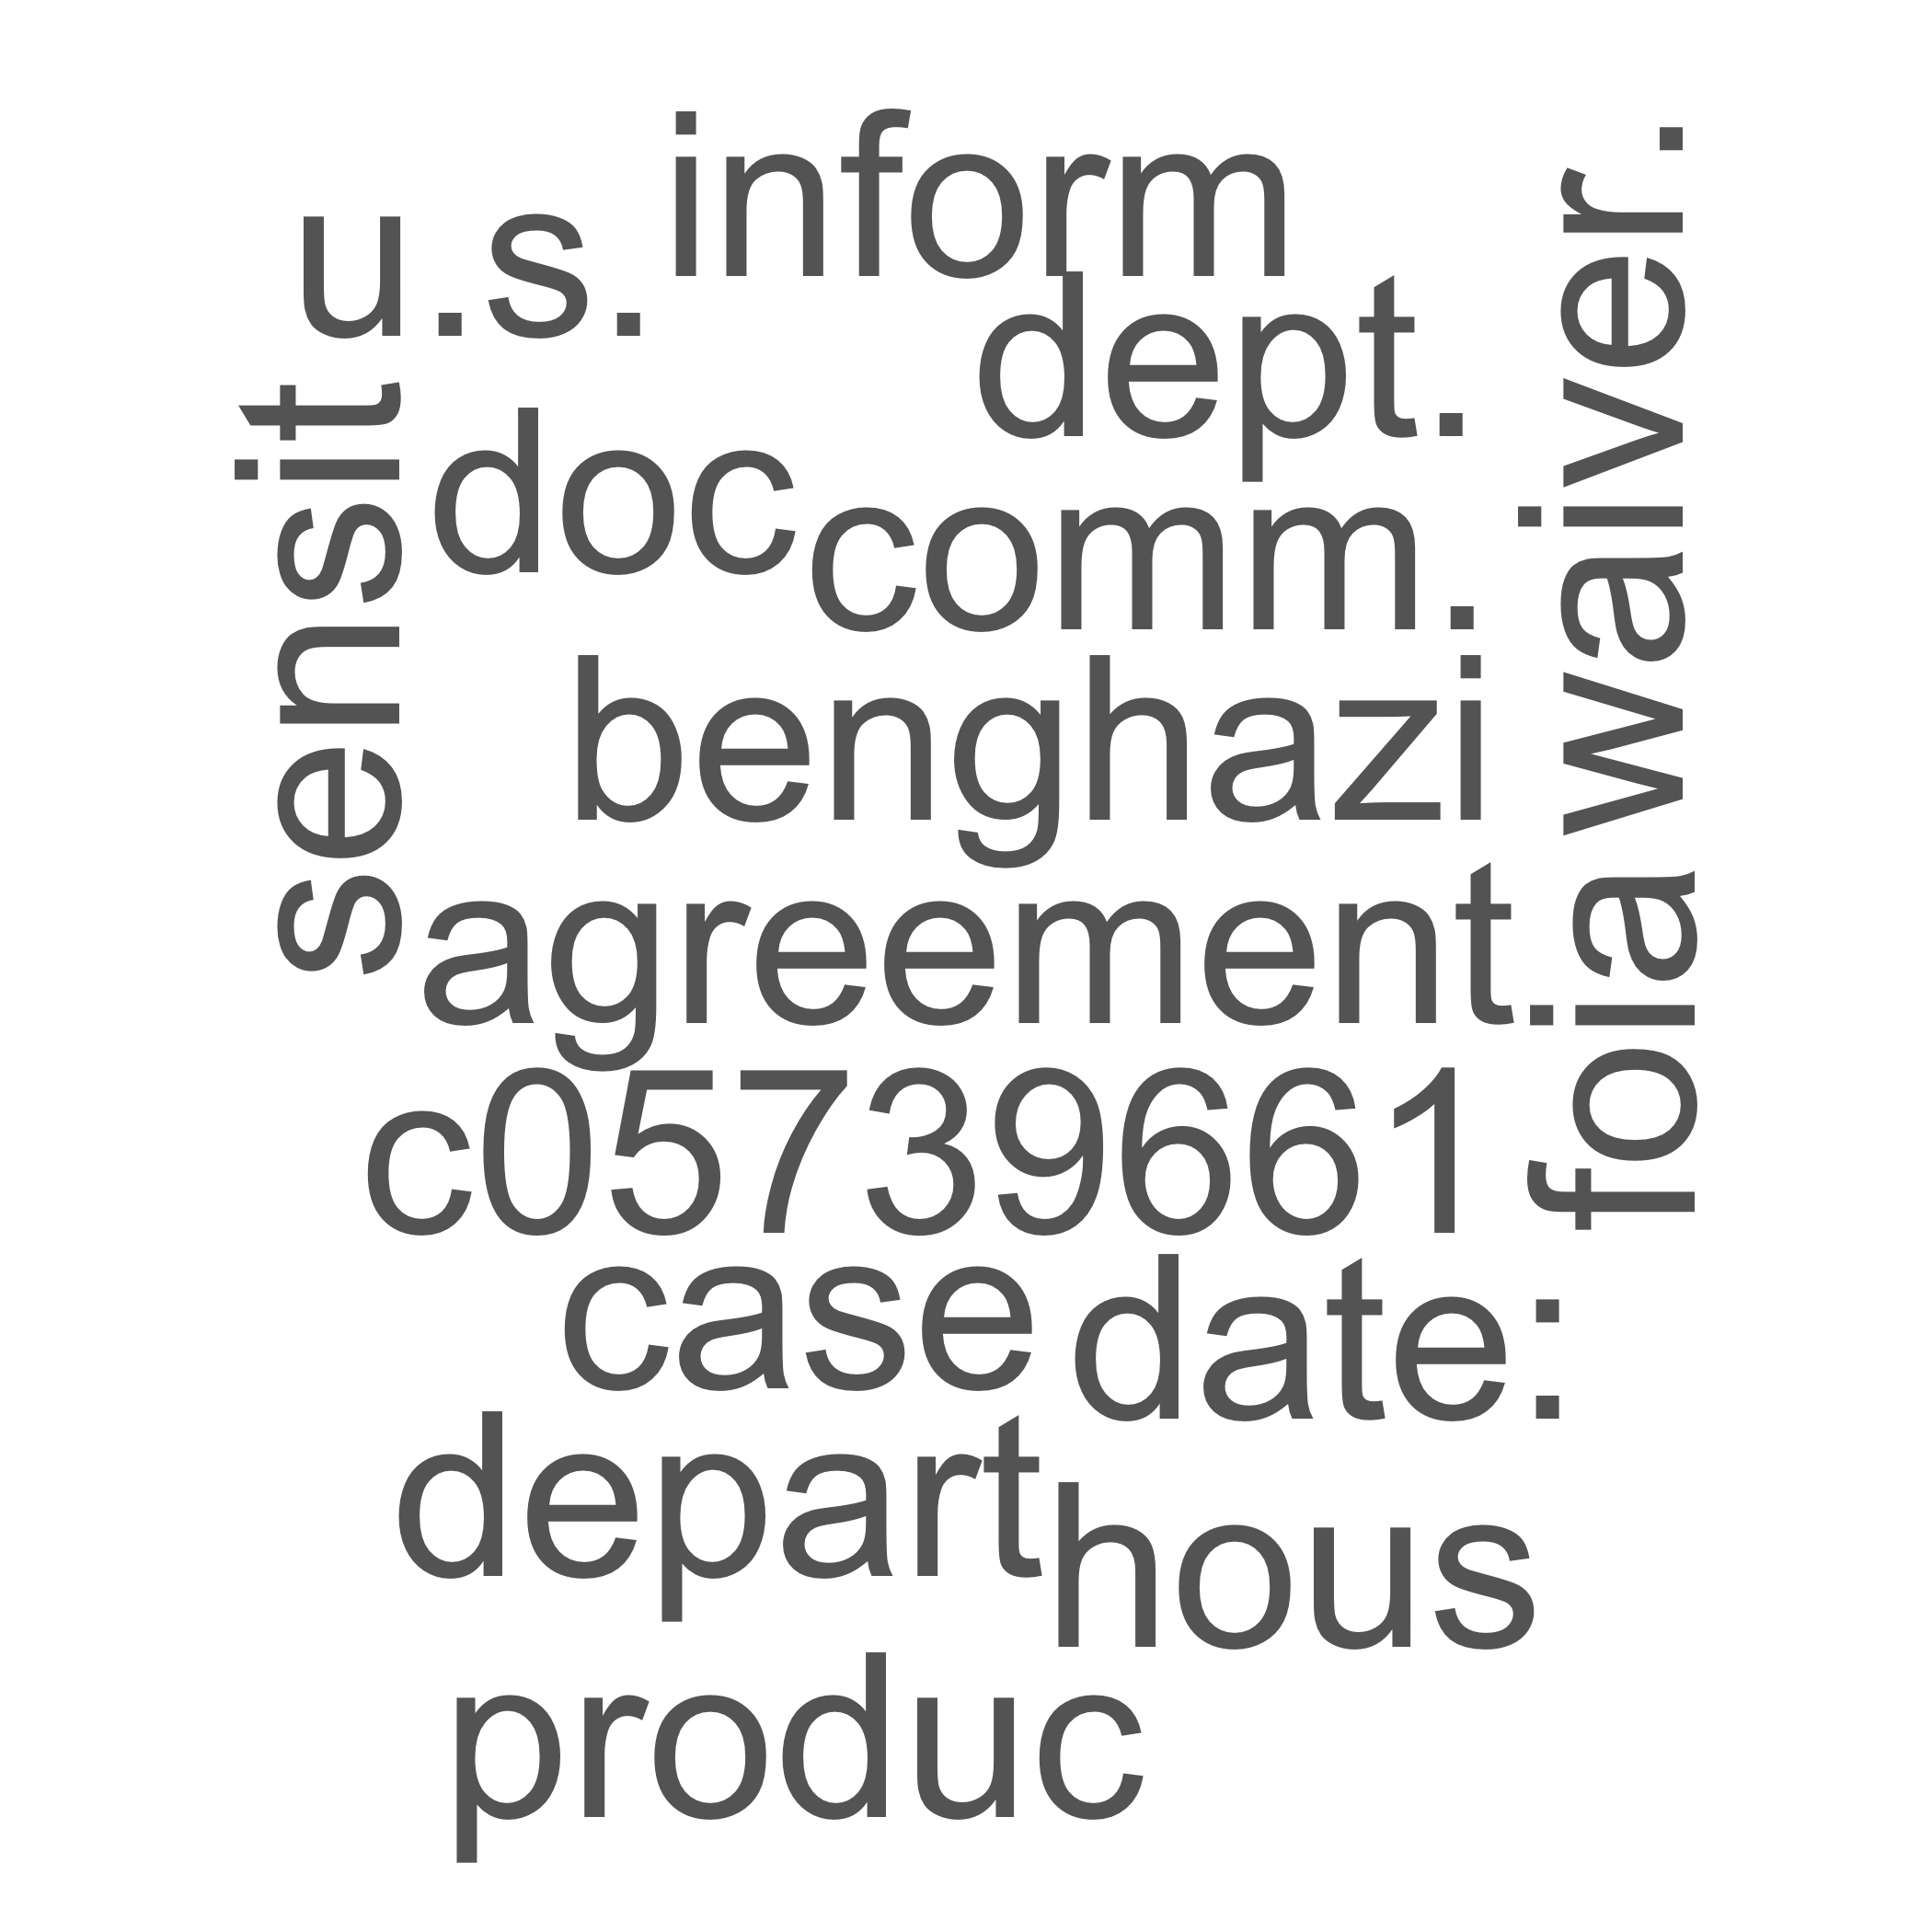 inform
u.s.
dept.
waiver.
sensit
doc
comm.
benghazi
agreement
foia
c05739661
case
date:
depart
hous
produc